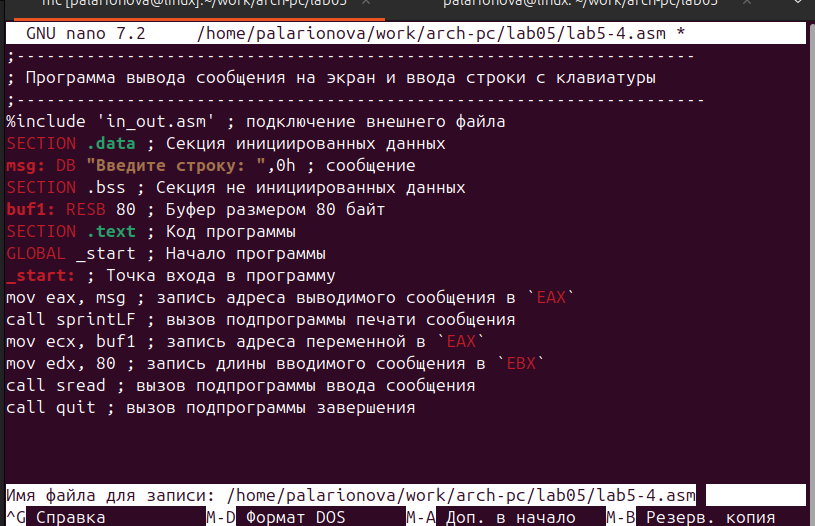 mc [palarionova@linux]:~/work/arch-pc/lab05 × palarionova@linux: ~/work/arch-pc/lab05 ×
GNU nano 7.2 /home/palarionova/work/arch-pc/lab05/lab5-4.asm *
;--------------------------------------------------------------------
; Программа вывода сообщения на экран и ввода строки с клавиатуры
;---------------------------------------------------------------------
%include 'in_out.asm' ; подключение внешнего файла
SECTION .data ; Секция инициированных данных
msg: DB "Введите строку: ",0h ; сообщение
SECTION .bss ; Секция не инициированных данных
buf1: RESB 80 ; Буфер размером 80 байт
SECTION .text ; Код программы
GLOBAL _start ; Начало программы
_start: ; Точка входа в программу
mov eax, msg ; запись адреса выводимого сообщения в `EAX`
call sprintLF ; вызов подпрограммы печати сообщения
mov ecx, buf1 ; запись адреса переменной в `EAX`
mov edx, 80 ; запись длины вводимого сообщения в `EBX`
call sread ; вызов подпрограммы ввода сообщения
call quit ; вызов подпрограммы завершения
Имя файла для записи: /home/palarionova/work/arch-pc/lab05/lab5-4.asm
^G Справка M-D Формат DOS M-A Доп. в начало M-B Резерв. копия